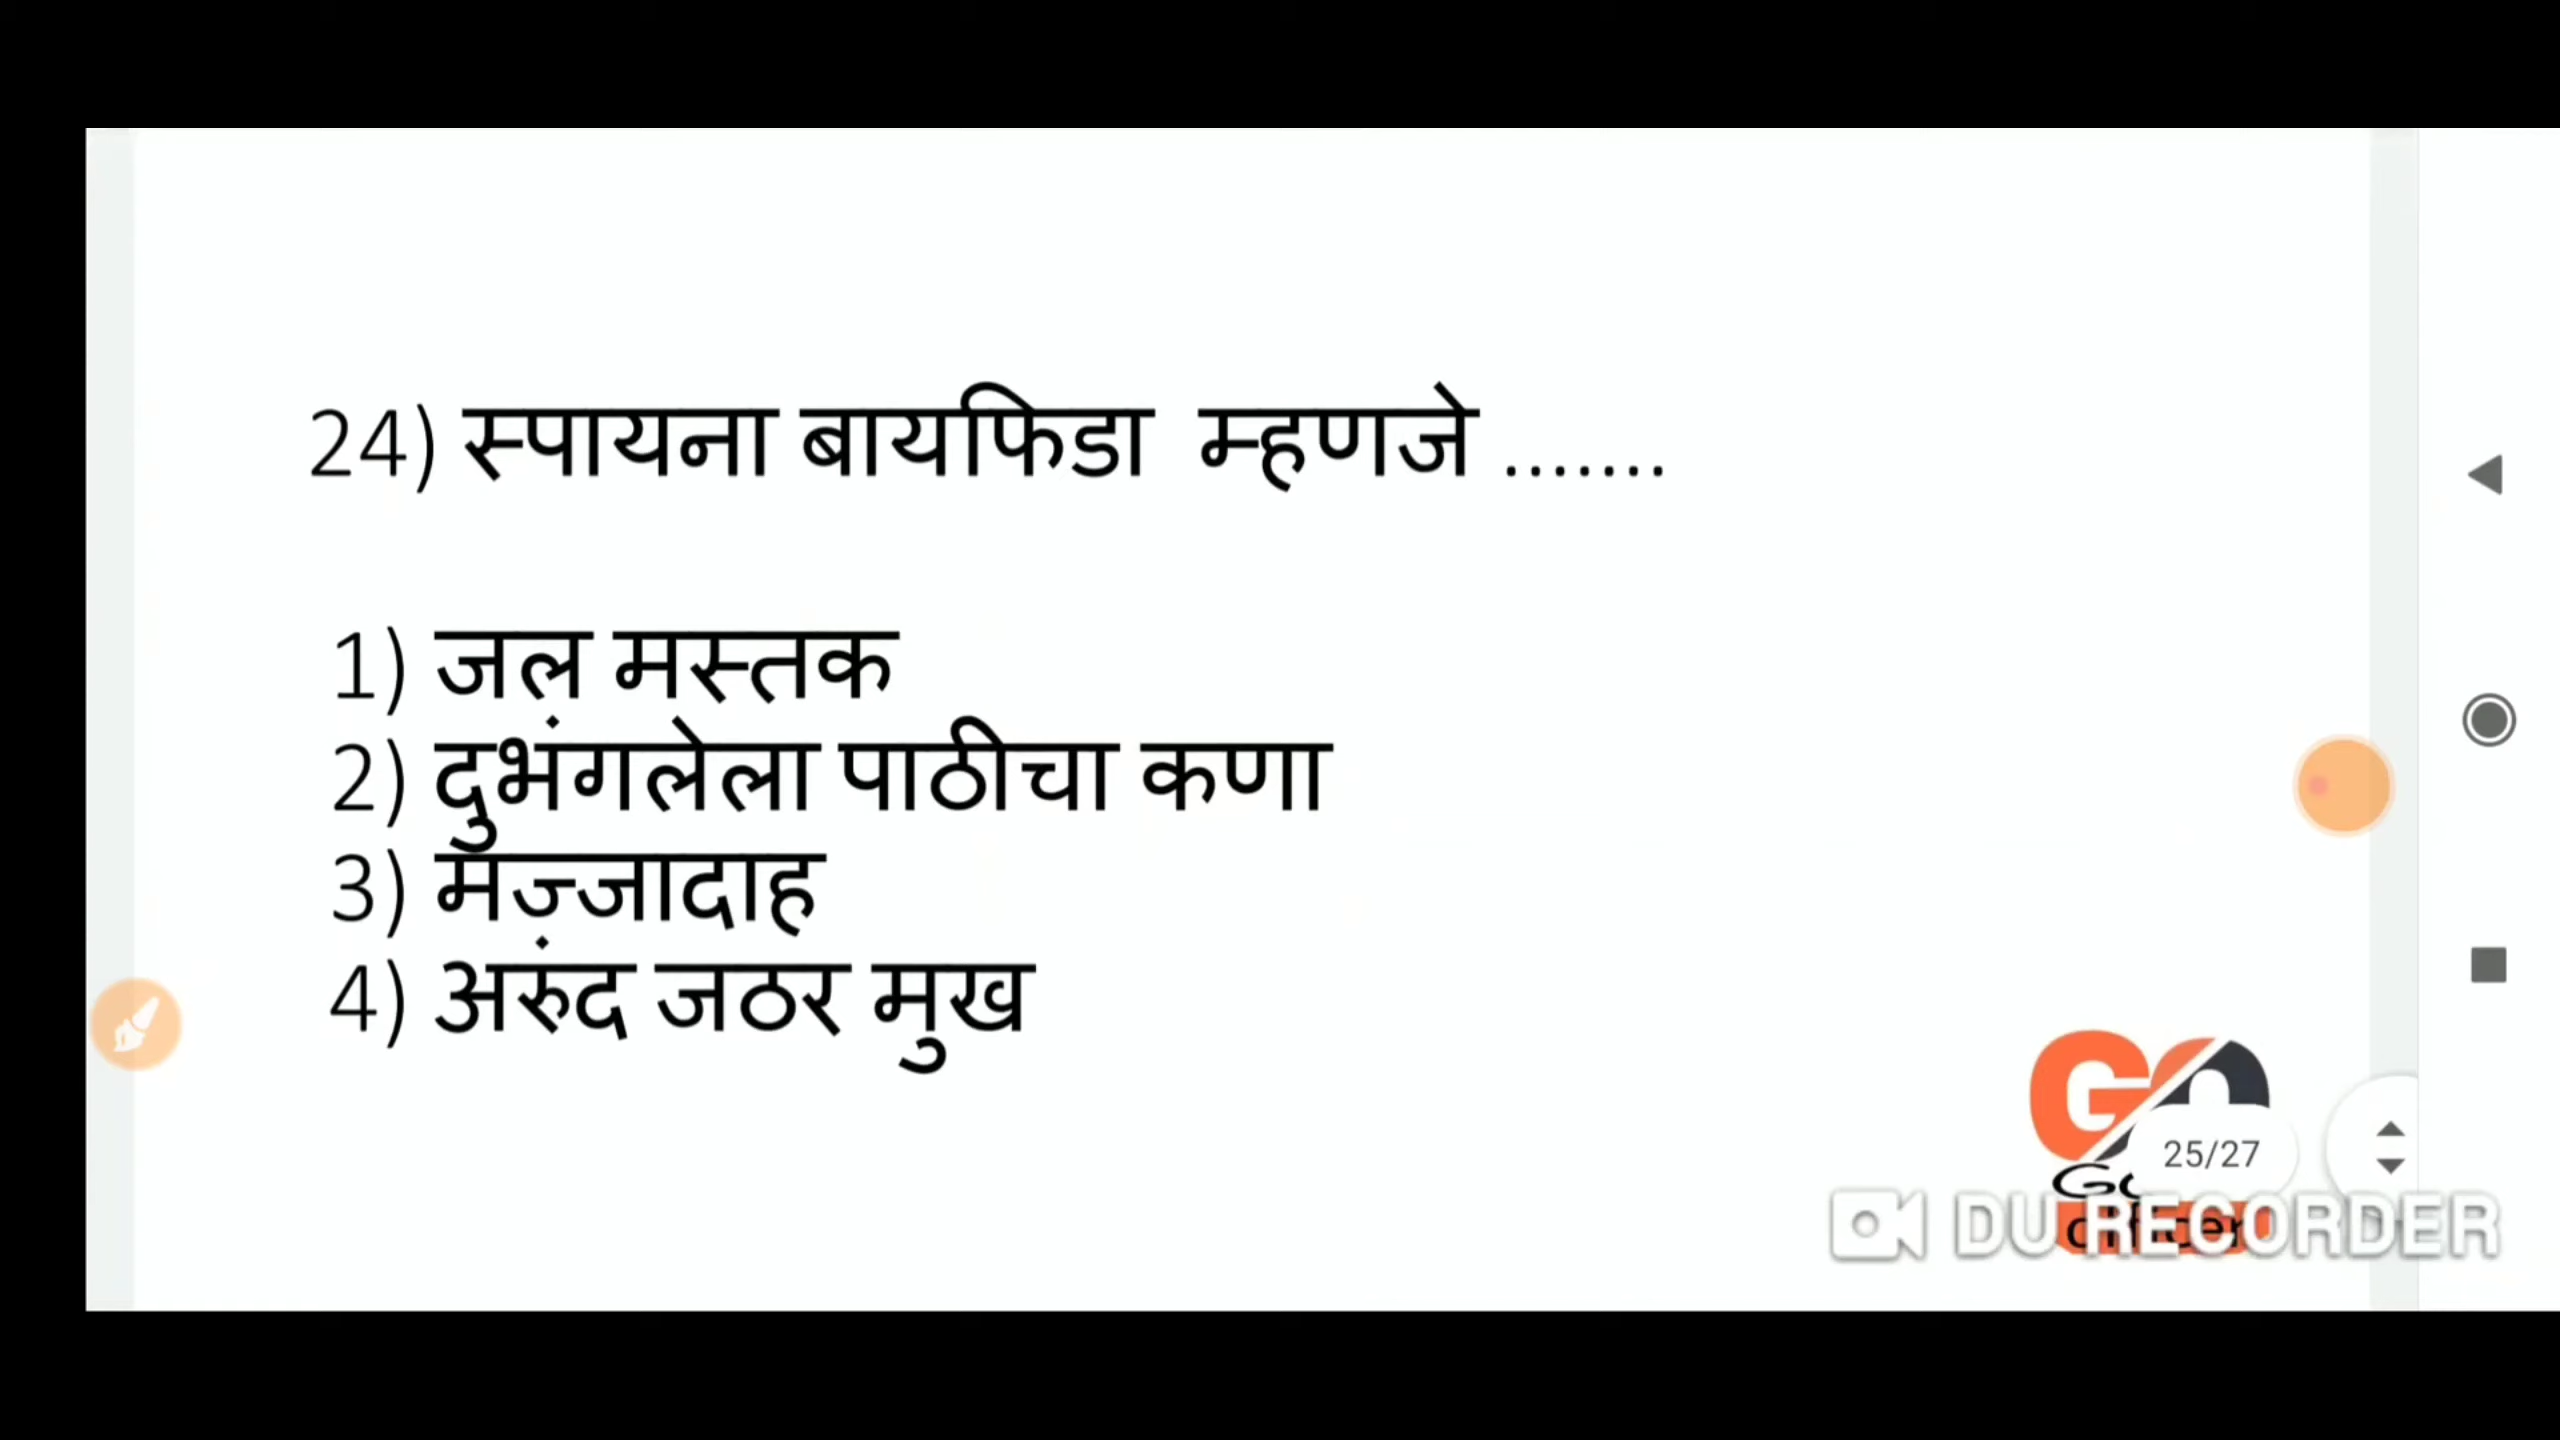 24) स्पायना बायफिडा म्हणजे .......
1) जल मस्तक
2) दुभंगलेला पाठीचा कणा
3) मज्जादाह
4) अरुंद जठर मुख
25/27
DU RECORDER
officer